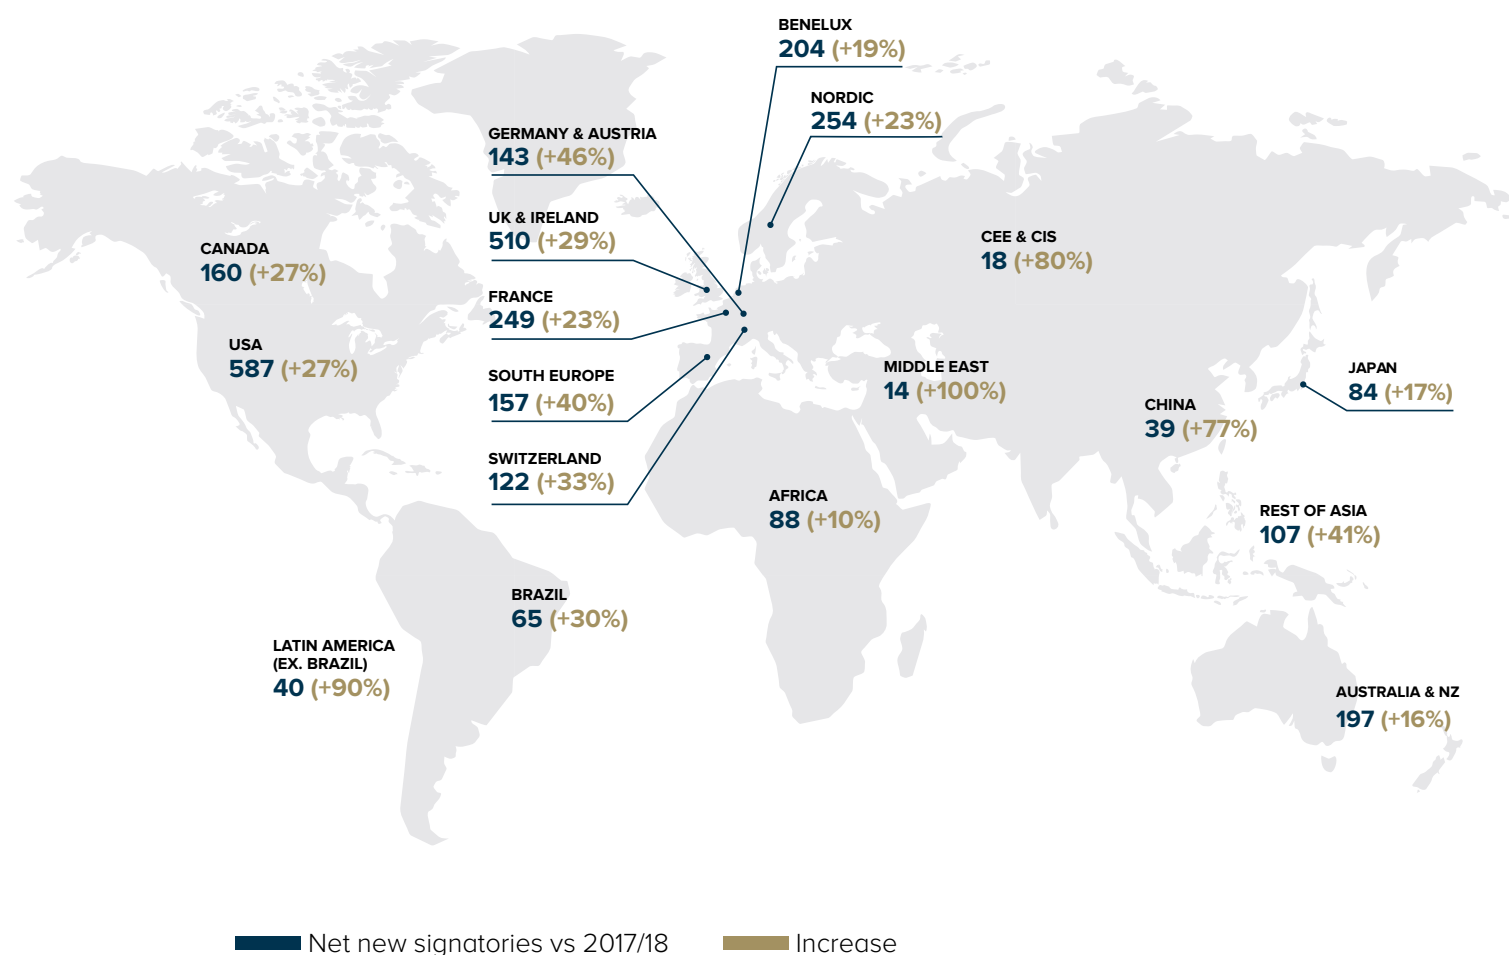 BENELUX
204 (+19%)
NORDIC
254 (+23%)
GERMANY & AUSTRIA
143 (+46%)
UK & IRELAND
510 (+29%)
CEE & CIS
18 (+80%)
CANADA
160 (+27%)
FRANCE
249 (+23%)
USA
587 (+27%)
MIDDLE EAST
14 (+100%)
JAPAN
84 (+17%)
SOUTH EUROPE
157 (+40%)
CHINA
39 (+77%)
SWITZERLAND
122 (+33%)
AFRICA
88 (+10%)
REST OF ASIA
107 (+41%)
BRAZIL
65 (+30%)
LATIN AMERICA
(EX. BRAZIL)
40 (+90%)
AUSTRALIA & NZ
197 (+16%)
Net new signatories vs 2017/18
Increase